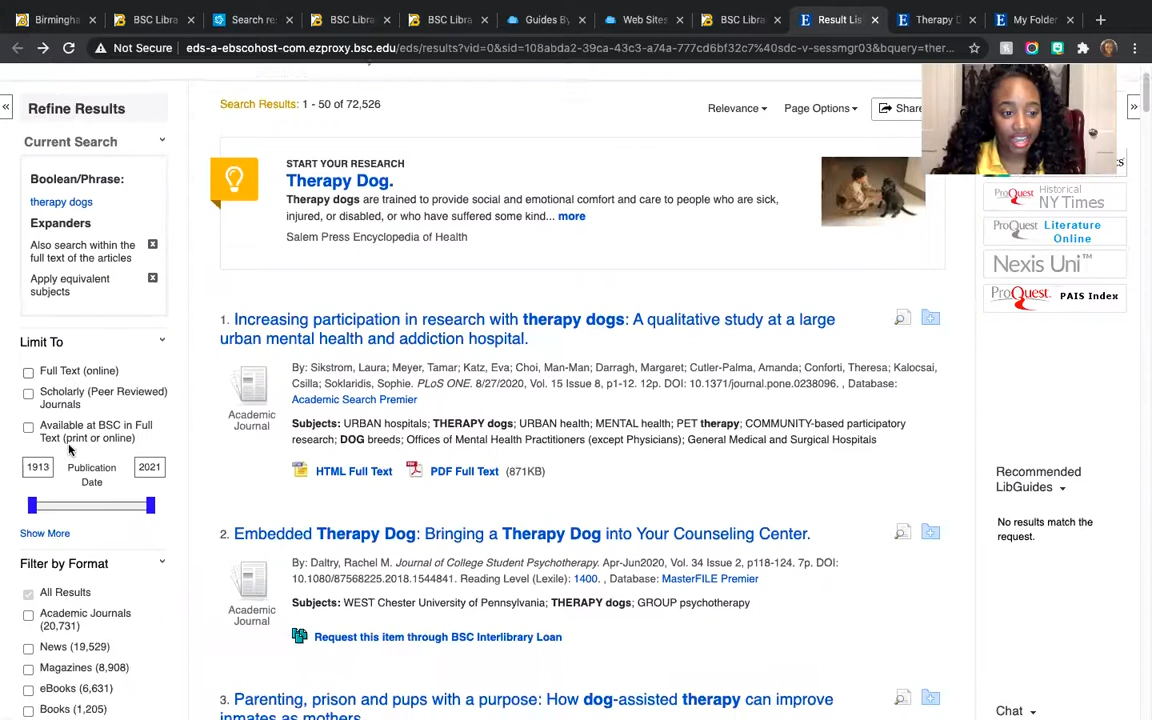 Birmingha
BSC Libra
Search re
BSC Libra
BSC Libra
Guides By
Web Sites
BSC Libra
Result Lis
Therapy D
My Folder
Not Secure
eds-a-ebscohost-com.ezproxy.bsc.edu/eds/results?vid=0&sid=108abda2-39ca-43c3-a74a-777cd6bf32c7%40sdc-v-sessmgr03&bquery=ther...
Refine Results
Current Search
Boolean/Phrase:
therapy dogs
Expanders
Also search within the
full text of the articles
Apply equivalent
subjects
Limit To
Full Text (online)
Scholarly (Peer Reviewed)
Journals
Available at BSC in Full
Text (print or online)
1913 Publication 2021
Date
Show More
Filter by Format
All Results
Academic Journals
(20,731)
News (19,529)
Magazines (8,908)
eBooks (6,631)
Books (1,205)
Search Results: 1 - 50 of 72,526
Relevance
Page Options
Share
START YOUR RESEARCH
Therapy Dog.
Therapy dogs are trained to provide social and emotional comfort and care to people who are sick,
injured, or disabled, or who have suffered some kind... more
Salem Press Encyclopedia of Health
1. Increasing participation in research with therapy dogs: A qualitative study at a large
urban mental health and addiction hospital.
Academic
Journal
By: Sikstrom, Laura; Meyer, Tamar; Katz, Eva; Choi, Man-Man; Darragh, Margaret; Cutler-Palma, Amanda; Conforti, Theresa; Kalocsai,
Csilla; Soklaridis, Sophie. PLoS ONE. 8/27/2020, Vol. 15 Issue 8, p1-12. 12p. DOI: 10.1371/journal.pone.0238096. , Database:
Academic Search Premier
Subjects: URBAN hospitals; THERAPY dogs; URBAN health; MENTAL health; PET therapy; COMMUNITY-based participatory
research; DOG breeds; Offices of Mental Health Practitioners (except Physicians); General Medical and Surgical Hospitals
HTML Full Text PDF Full Text (871KB)
2. Embedded Therapy Dog: Bringing a Therapy Dog into Your Counseling Center.
Academic
Journal
By: Daltry, Rachel M. Journal of College Student Psychotherapy. Apr-Jun2020, Vol. 34 Issue 2, p118-124. 7p. DOI:
10.1080/87568225.2018.1544841. Reading Level (Lexile): 1400. , Database: MasterFILE Premier
Subjects: WEST Chester University of Pennsylvania; THERAPY dogs; GROUP psychotherapy
Request this item through BSC Interlibrary Loan
3. Parenting, prison and pups with a purpose: How dog-assisted therapy can improve
inmates as mothers.
ProQuest Historical
NY Times
ProQuest Literature
Online
Nexis Uni™
ProQuest PAIS Index
Recommended
LibGuides
No results match the
request.
Chat